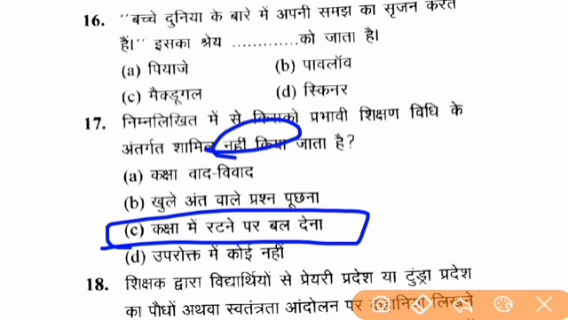 16. ''बच्चे दुनिया के बारे में अपनी समझ का सृजन करते
हैं।'' इसका श्रेय .............को जाता है।
(a) पियाजे (b) पावलॉव
(c) मैक्डूगल (d) स्किनर
17. निम्नलिखित में से किसको प्रभावी शिक्षण विधि के
अंतर्गत शामिल नहीं किया जाता है?
(a) कक्षा वाद-विवाद
(b) खुले अंत वाले प्रश्न पूछना
(c) कक्षा में रटने पर बल देना
(d) उपरोक्त में कोई नहीं
18. शिक्षक द्वारा विद्यार्थियों से प्रेयरी प्रदेश या टुंड्रा प्रदेश
का पौधों अथवा स्वतंत्रता आंदोलन पर लिखने